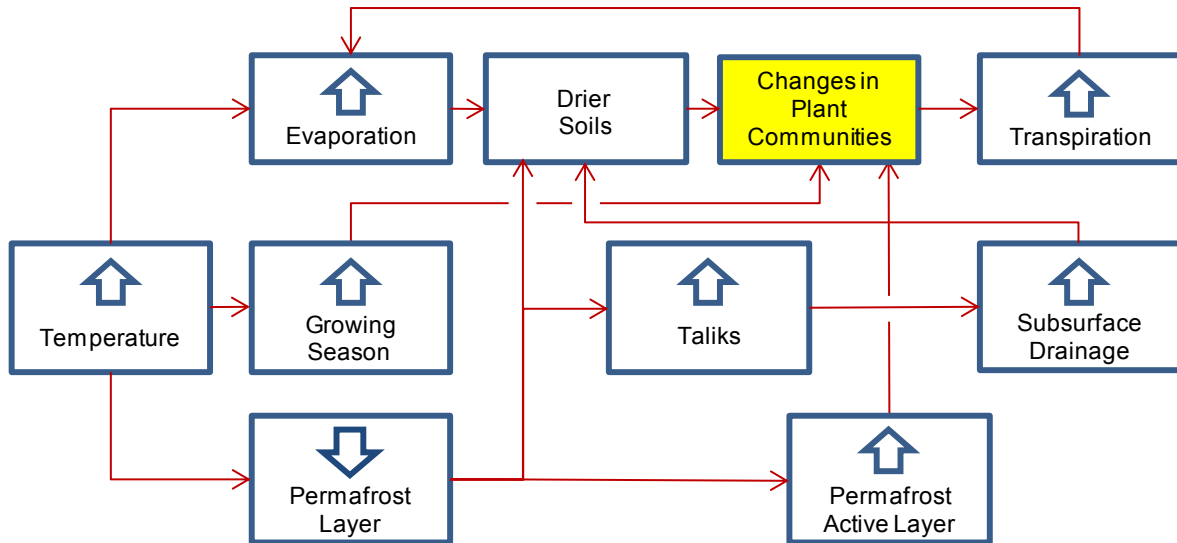 Evaporation
Drier
Soils
Changes in
Plant
Communities
Transpiration
Temperature
Growing
Season
Taliks
Subsurface
Drainage
Permafrost
Layer
Permafrost
Active Layer